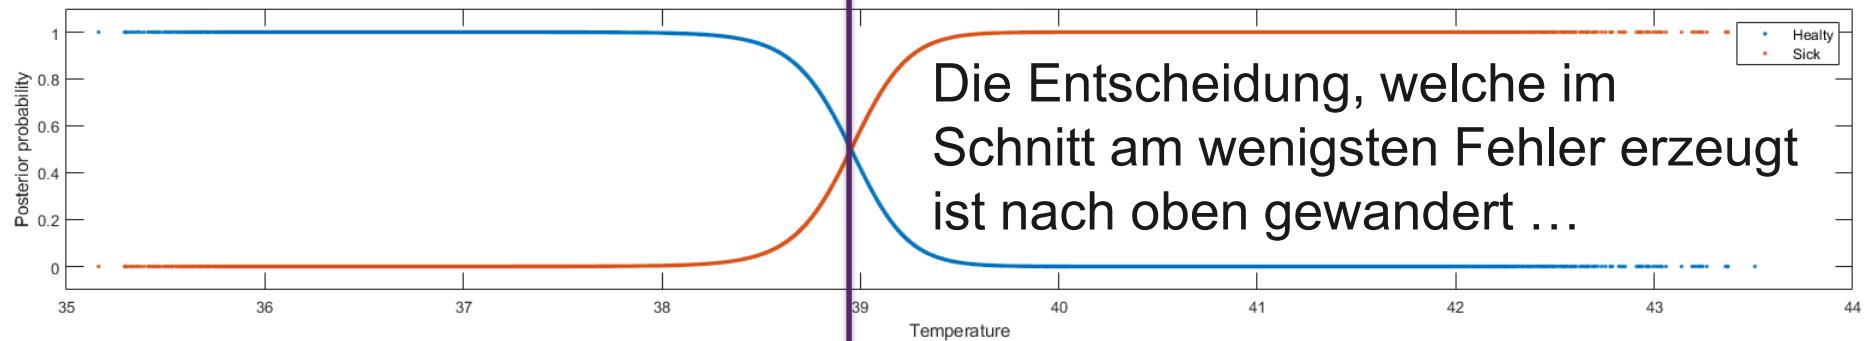 1
0.8
0.6
0.4
0.2
0
Posterior probability
35
36
37
38
39
40
41
42
43
44
Temperature
Healty
Sick
Die Entscheidung, welche im
Schnitt am wenigsten Fehler erzeugt
ist nach oben gewandert …